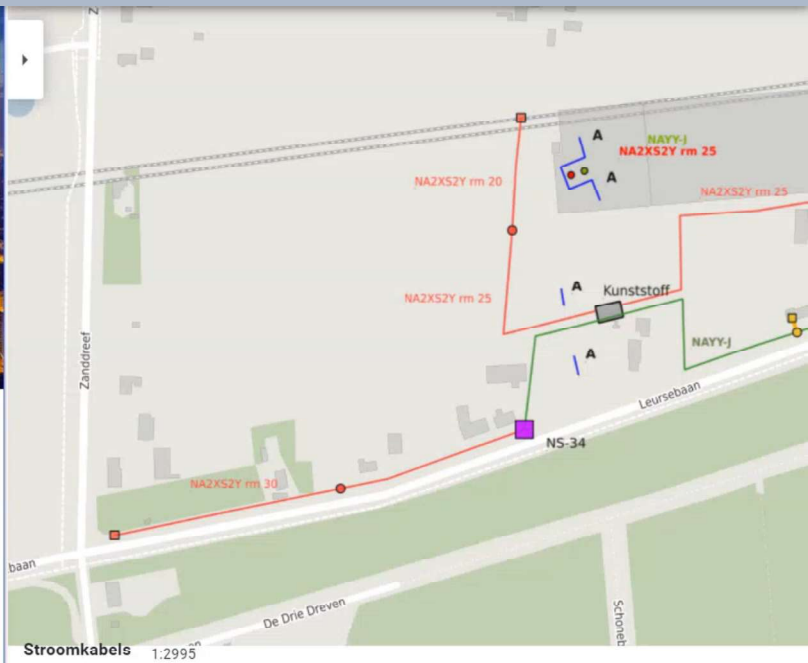 Z
A
NAYY-J
NA2XS2Y rm 25
NA2XS2Y rm 20
A
NA2XS2Y rm 25
A
Kunststoff
NA2XS2Y rm 25
NAYY-J
A
Zanddreef
Leursebaan
NS-34
NA2XS2Y rm 30
baan
De Drie Dreven
Schoneb
en
Stroomkabels 1:2995